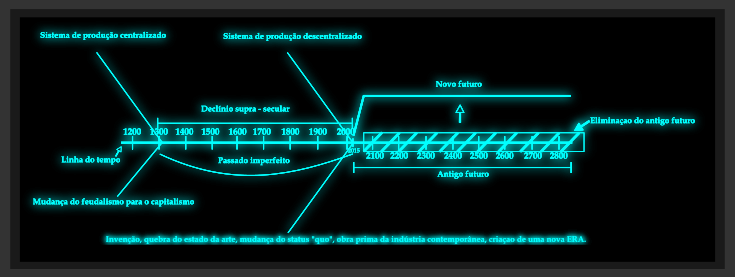 Sistema de produção centralizado
Sistema de produção descentralizado
Novo futuro
Declínio supra - secular
Eliminaçao do antigo futuro
1200 1300 1400 1500 1600 1700 1800 1900 2000
2100 2200 2300 2400 2500 2600 2700 2800
Linha do tempo
Passado imperfeito
Antigo futuro
Mudança do feudalismo para o capitalismo
Invenção, quebra do estado da arte, mudança do status "quo", obra prima da indústria contemporânea, criaçao de uma nova ERA.